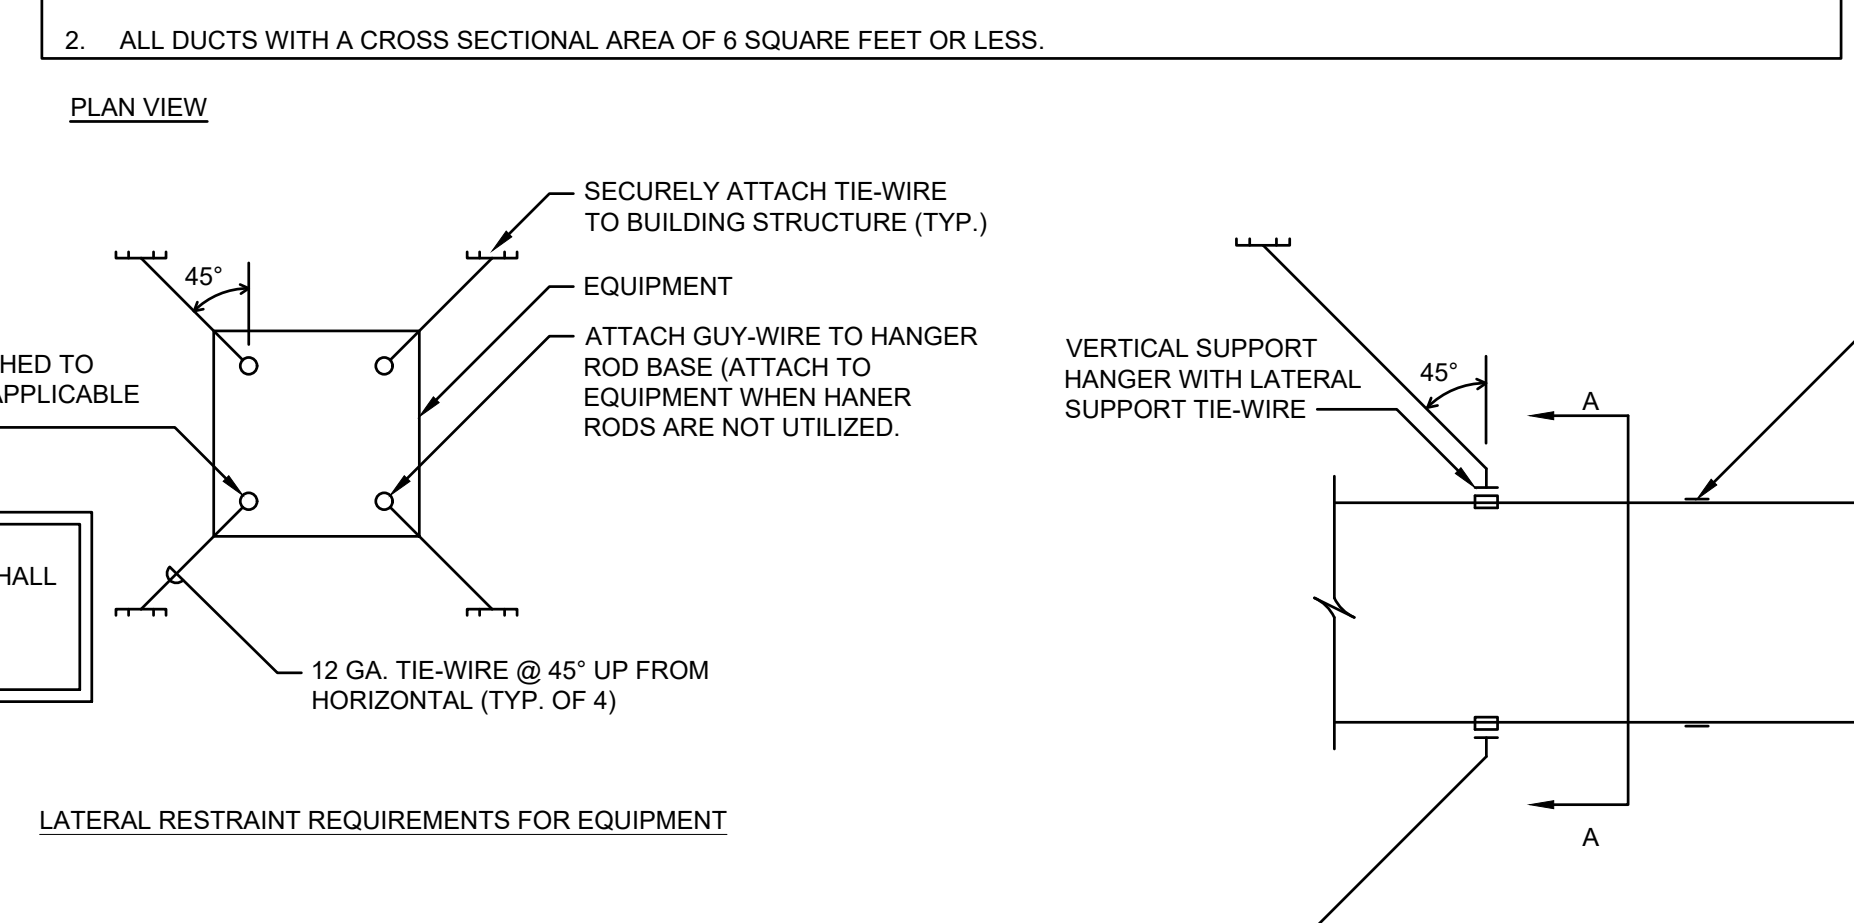 2. ALL DUCTS WITH A CROSS SECTIONAL AREA OF 6 SQUARE FEET OR LESS.
PLAN VIEW
SECURELY ATTACH TIE-WIRE
TO BUILDING STRUCTURE (TYP.)
45°
EQUIPMENT
ATTACH GUY-WIRE TO HANGER
ROD BASE (ATTACH TO
EQUIPMENT WHEN HANER
RODS ARE NOT UTILIZED.
HED TO
APPLICABLE
HALL
12 GA. TIE-WIRE @ 45° UP FROM
HORIZONTAL (TYP. OF 4)
LATERAL RESTRAINT REQUIREMENTS FOR EQUIPMENT
VERTICAL SUPPORT
HANGER WITH LATERAL
SUPPORT TIE-WIRE
45°
A
A